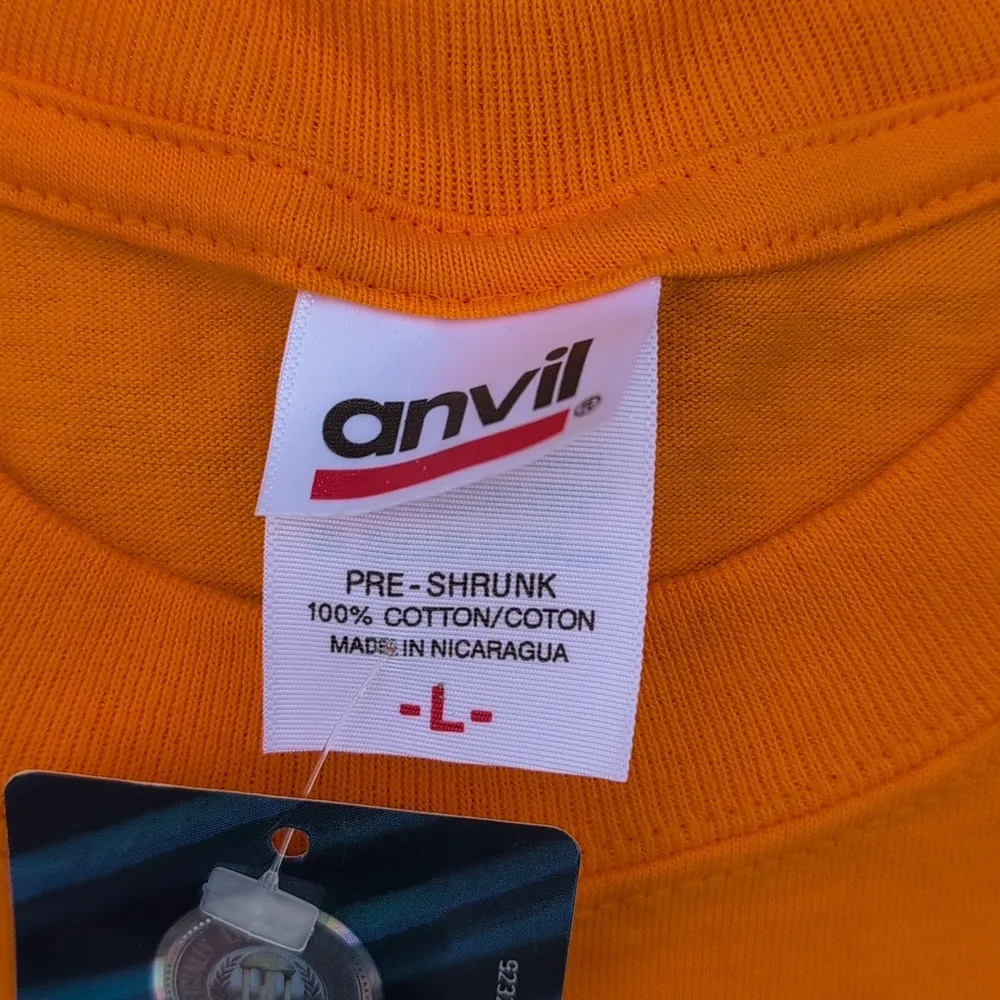 anvil®
PRE-SHRUNK
100% COTTON/COTON
MADE IN NICARAGUA
-L-